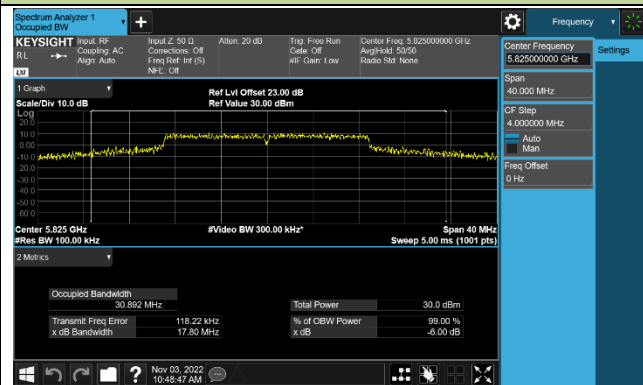 Spectrum Analyzer 1
Occupied BW
+
Frequency
KEYSIGHT
RL
LXI
Input: RF
Coupling: AC
Align: Auto
Input Z: 50 Ω
Corrections: Off
Freq Ref: Int (S)
NFE: Off
Atten: 20 dB
Trig: Free Run
Gate: Off
#IF Gain: Low
Center Freq: 5.825000000 GHz
Avg|Hold: 50/50
Radio Std: None
Center Frequency
5.825000000 GHz
Settings
Span
40.000 MHz
CF Step
4.000000 MHz
Auto
Man
Freq Offset
0 Hz
1 Graph
Scale/Div 10.0 dB
Ref Lvl Offset 23.00 dB
Ref Value 30.00 dBm
Log
20.0
10.0
0.00
-10.0
-20.0
-30.0
-40.0
-50.0
-60.0
Center 5.825 GHz
#Res BW 100.00 kHz
#Video BW 300.00 kHz*
Span 40 MHz
Sweep 5.00 ms (1001 pts)
2 Metrics
Occupied Bandwidth
30.892 MHz
Total Power 30.0 dBm
Transmit Freq Error 118.22 kHz
% of OBW Power 99.00 %
x dB Bandwidth 17.80 MHz
x dB -6.00 dB
?
Nov 03, 2022
10:48:47 AM